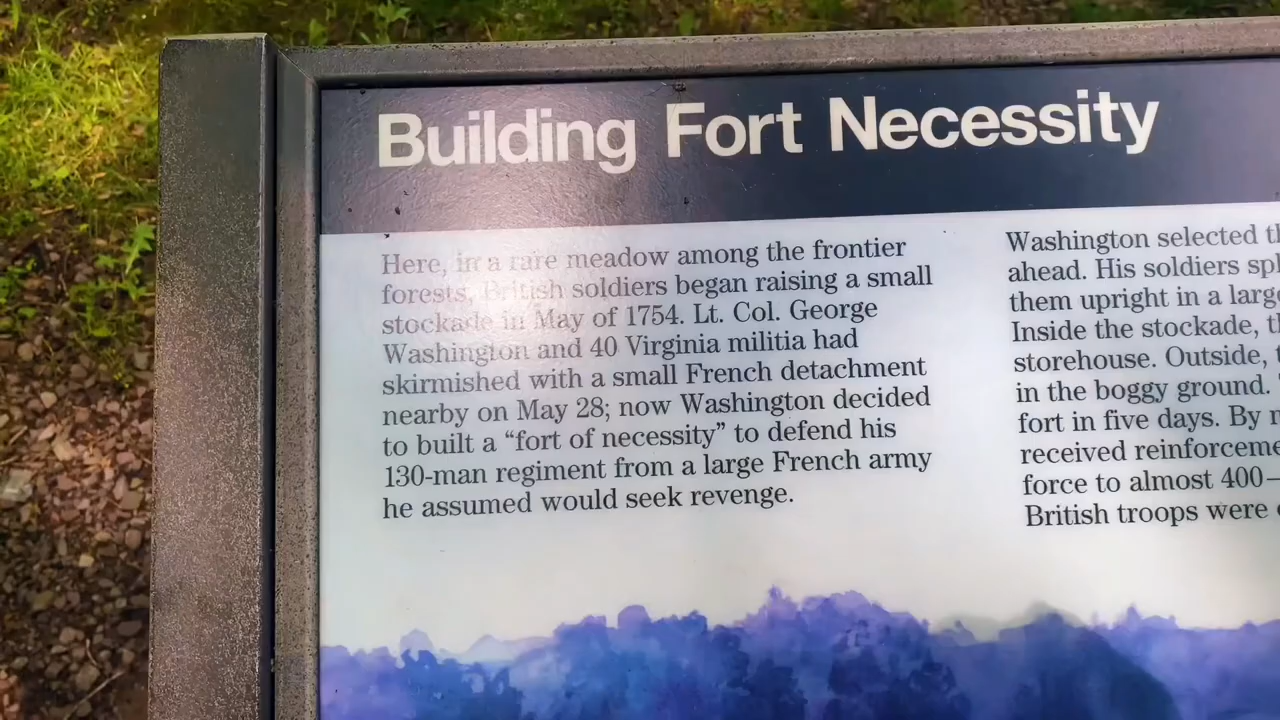 Building Fort Necessity
Here, in a rare meadow among the frontier
forests, British soldiers began raising a small
stockade in May of 1754. Lt. Col. George
Washington and 40 Virginia militia had
skirmished with a small French detachment
nearby on May 28; now Washington decided
to built a “fort of necessity” to defend his
130-man regiment from a large French army
he assumed would seek revenge.
Washington selected
ahead. His soldiers
them upright in a
Inside the stockade,
storehouse. Outside,
in the boggy ground.
fort in five days. By
received
force to almost 400–
British troops were